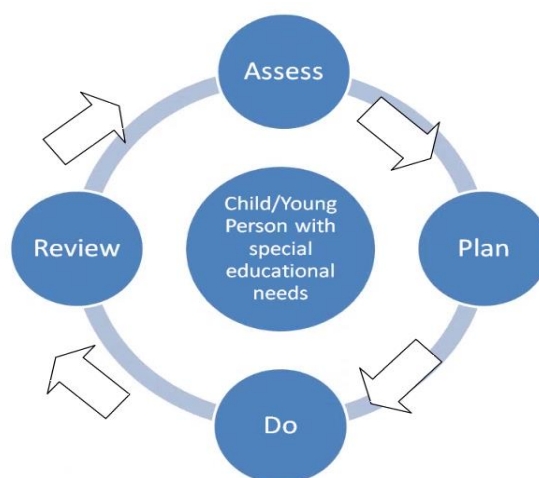 Assess
Child/Young
Person with
special
educational
needs
Review
Plan
Do